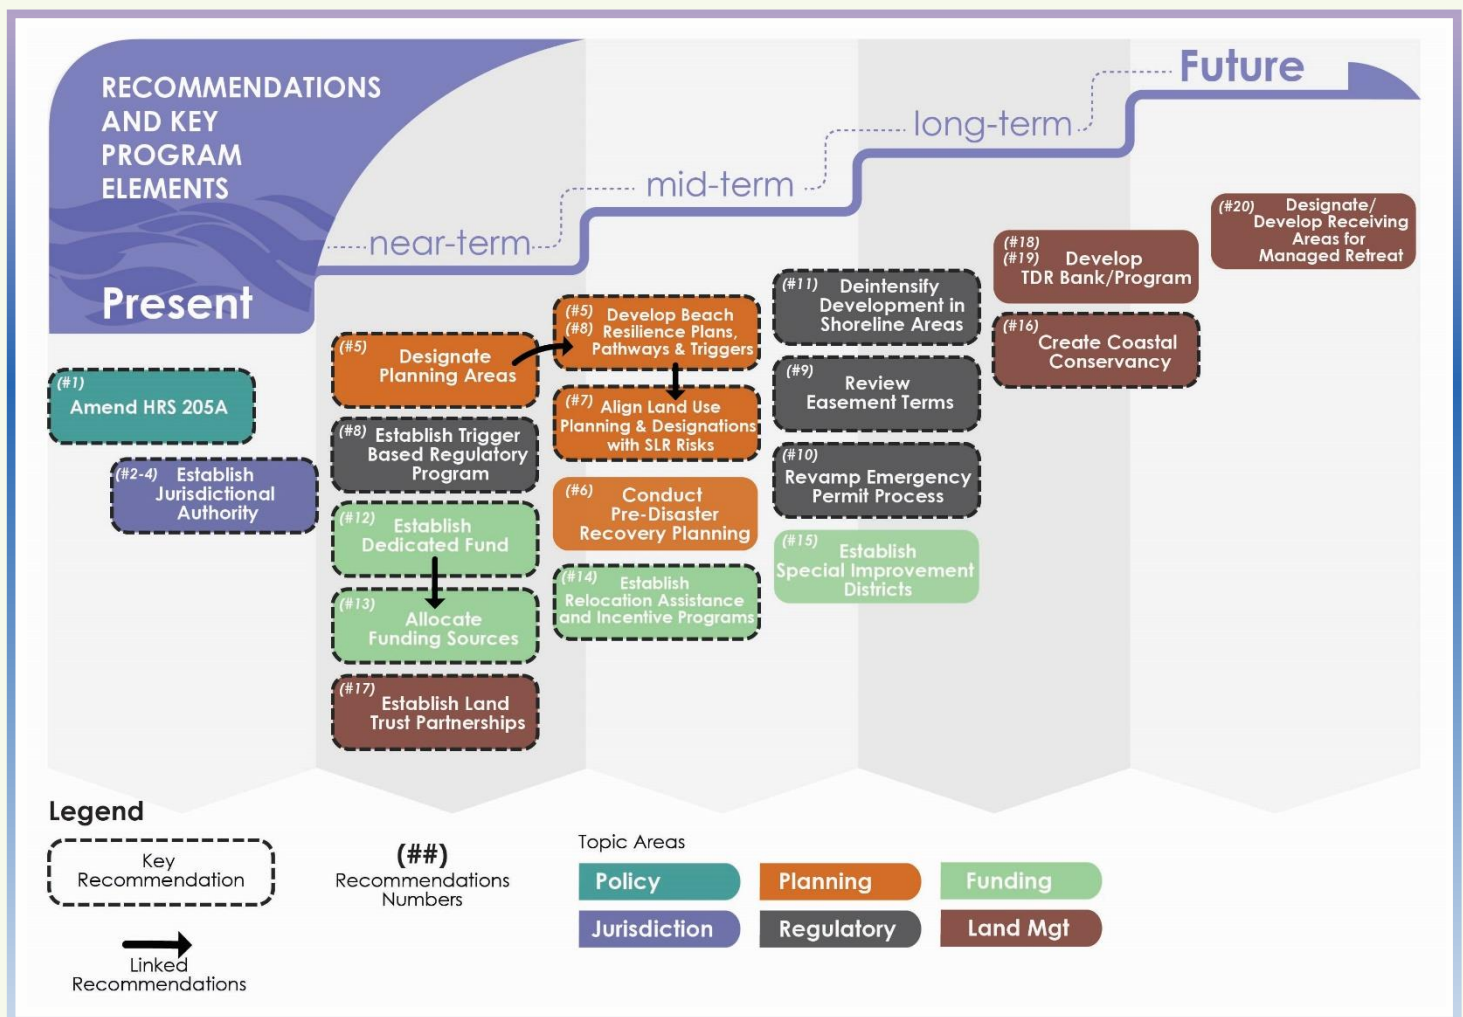 RECOMMENDATIONS
AND KEY
PROGRAM
ELEMENTS
Present
near-term
mid-term
long-term
Future
(#1)
Amend HRS 205A
(#2-4) Establish
Jurisdictional
Authority
(#5)
Designate
Planning Areas
(#8) Establish Trigger
Based Regulatory
Program
(#12)
Establish
Dedicated Fund
(#13)
Allocate
Funding Sources
(#17)
Establish Land
Trust Partnerships
(#5) Develop Beach
(#8) Resilience Plans,
Pathways & Triggers
(#7) Align Land Use
Planning & Designations
with SLR Risks
(#6) Conduct
Pre-Disaster
Recovery Planning
(#14) Establish
Relocation Assistance
and Incentive Programs
(#11) Deintensify
Development in
Shoreline Areas
(#9) Review
Easement Terms
(#10)
Revamp Emergency
Permit Process
(#15) Establish
Special Improvement
Districts
(#18)
(#19) Develop
TDR Bank/Program
(#16)
Create Coastal
Conservancy
(#20) Designate/
Develop Receiving
Areas for
Managed Retreat
Legend
Key
Recommendation
Linked
Recommendations
(##)
Recommendations
Numbers
Topic Areas
Policy
Planning
Funding
Jurisdiction
Regulatory
Land Mgt